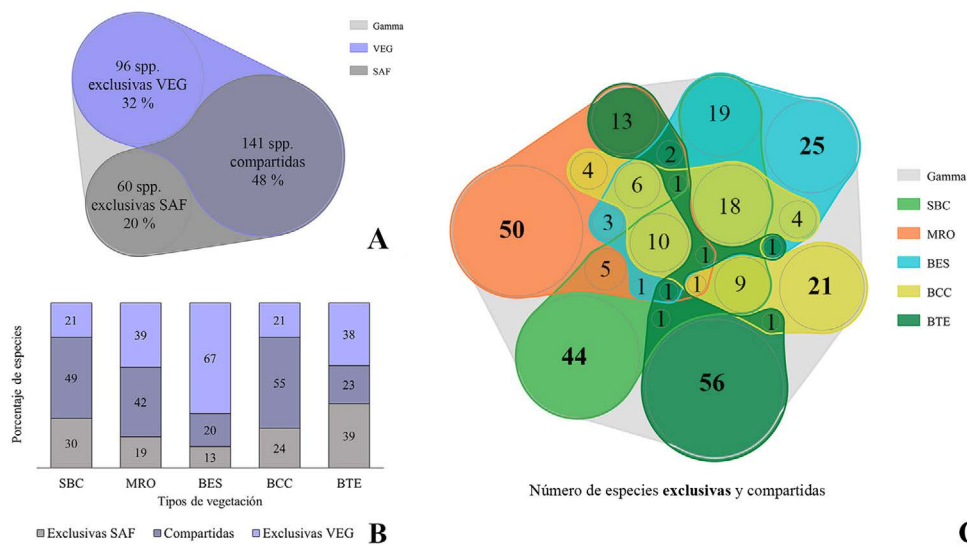 96 spp.
exclusivas VEG
32 %
141 spp.
compartidas
48 %
60 spp.
exclusivas SAF
20 %
Gamma
VEG
SAF
A
Porcentaje de especies
21
49
30
39
42
19
67
20
13
21
55
24
38
23
39
SBC
MRO
BES
BCC
BTE
Tipos de vegetación
Exclusivas SAF
Compartidas
Exclusivas VEG
B
13
19
25
2
4
6
1
18
4
50
3
10
1
1
5
1
1
1
9
21
1
1
44
56
Gamma
SBC
MRO
BES
BCC
BTE
Número de especies exclusivas y compartidas